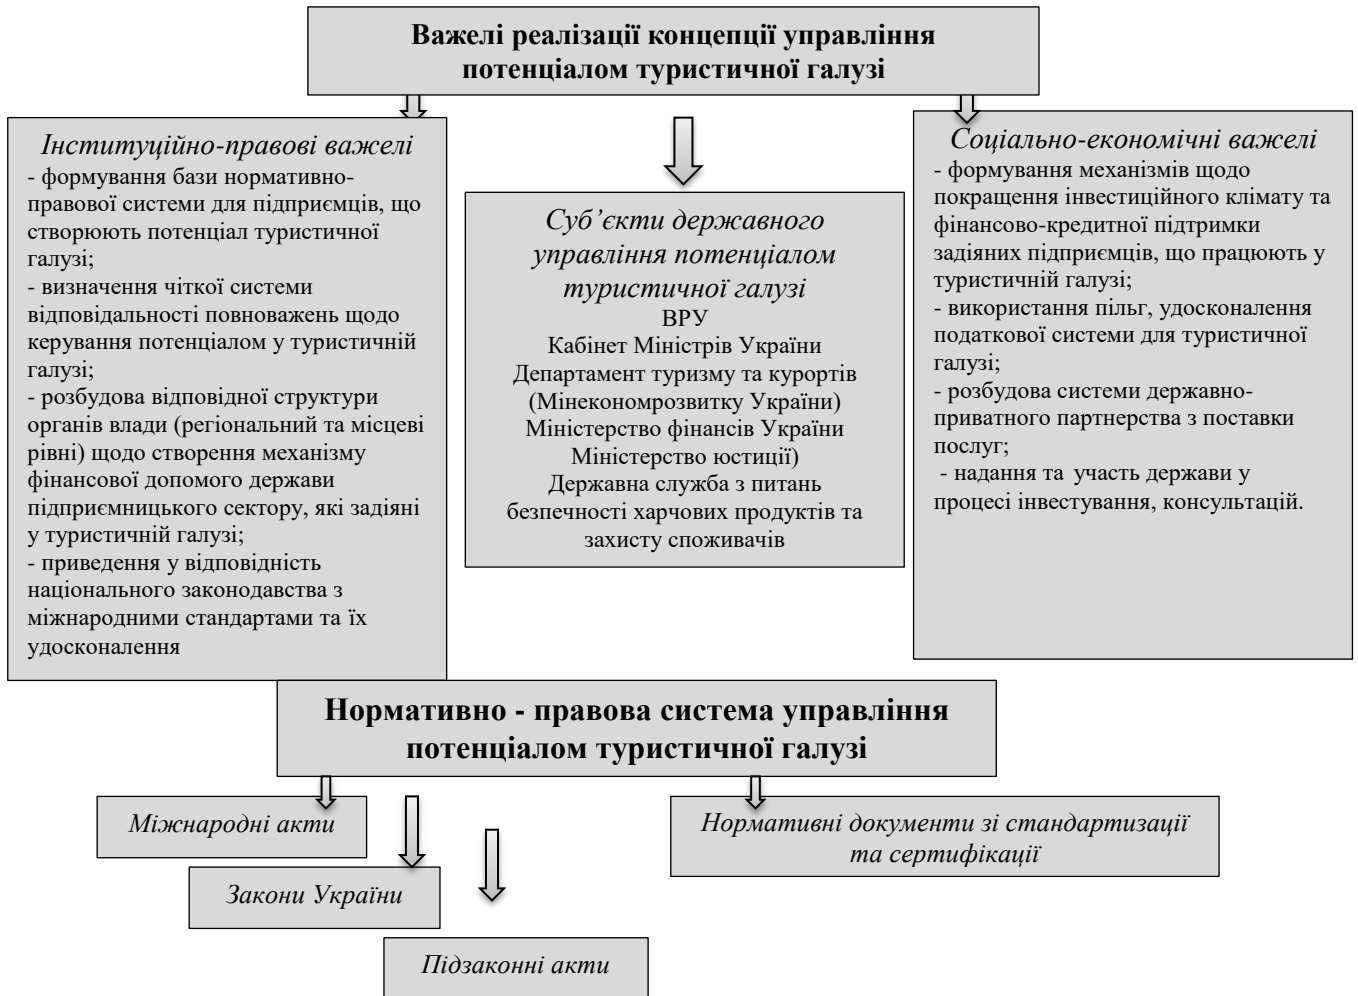 Важелі реалізації концепції управління
потенціалом туристичної галузі
Інституційно-правові важелі
- формування бази нормативно-
правової системи для підприємців, що
створюють потенціал туристичної
галузі;
- визначення чіткої системи
відповідальності повноважень щодо
керування потенціалом у туристичній
галузі;
- розбудова відповідної структури
органів влади (регіональний та місцеві
рівні) щодо створення механізму
фінансової допомого держави
підприємницького сектору, які задіяні
у туристичній галузі;
- приведення у відповідність
національного законодавства з
міжнародними стандартами та їх
удосконалення
Суб’єкти державного
управління потенціалом
туристичної галузі
ВРУ
Кабінет Міністрів України
Департамент туризму та курортів
(Мінекономрозвитку України)
Міністерство фінансів України
Міністерство юстиції)
Державна служба з питань
безпечності харчових продуктів та
захисту споживачів
Соціально-економічні важелі
- формування механізмів щодо
покращення інвестиційного клімату та
фінансово-кредитної підтримки
задіяних підприємців, що працюють у
туристичній галузі;
- використання пільг, удосконалення
податкової системи для туристичної
галузі;
- розбудова системи державно-
приватного партнерства з поставки
послуг;
- надання та участь держави у
процесі інвестування, консультацій.
Нормативно - правова система управління
потенціалом туристичної галузі
Міжнародні акти
Закони України
Підзаконні акти
Нормативні документи зі стандартизації
та сертифікації